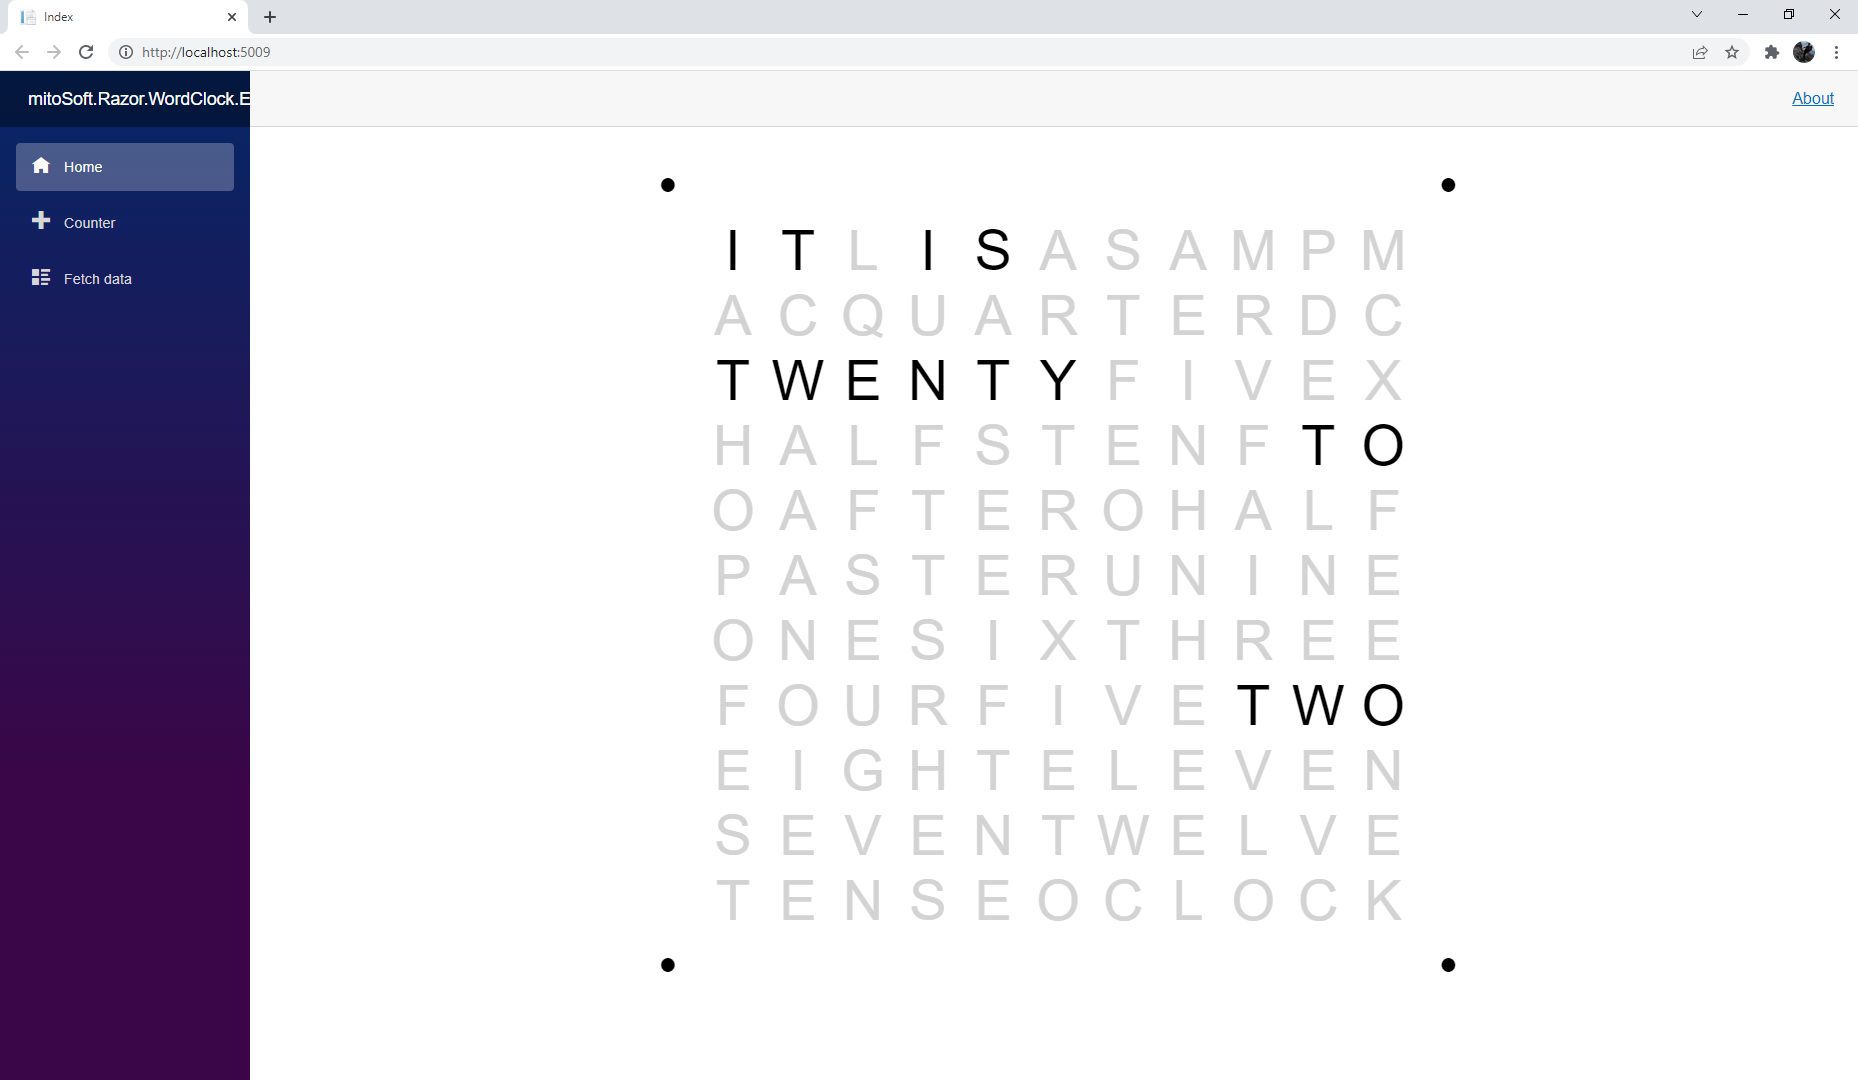 Index
http://localhost:5009
mitoSoft.Razor.WordClock.E
About
Home
Counter
Fetch data
I T L I S A S A M P M
A C Q U A R T E R D C
T W E N T Y F I V E X
H A L F S T E N F T O
O A F T E R O H A L F
P A S T E R U N I N E
O N E S I X T H R E E
F O U R F I V E T W O
E I G H T E L E V E N
S E V E N T W E L V E
T E N S E O C L O C K